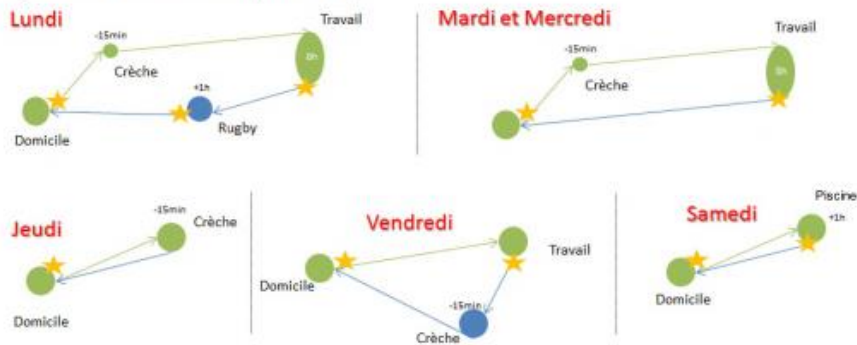 Lundi
-15min
Crèche
Travail
8h
+1h
Rugby
Domicile
Mardi et Mercredi
-15min
Crèche
Travail
Jeudi
-15min
Crèche
Domicile
Vendredi
Domicile
Travail
-15min
Crèche
Samedi
Piscine
+1h
Domicile